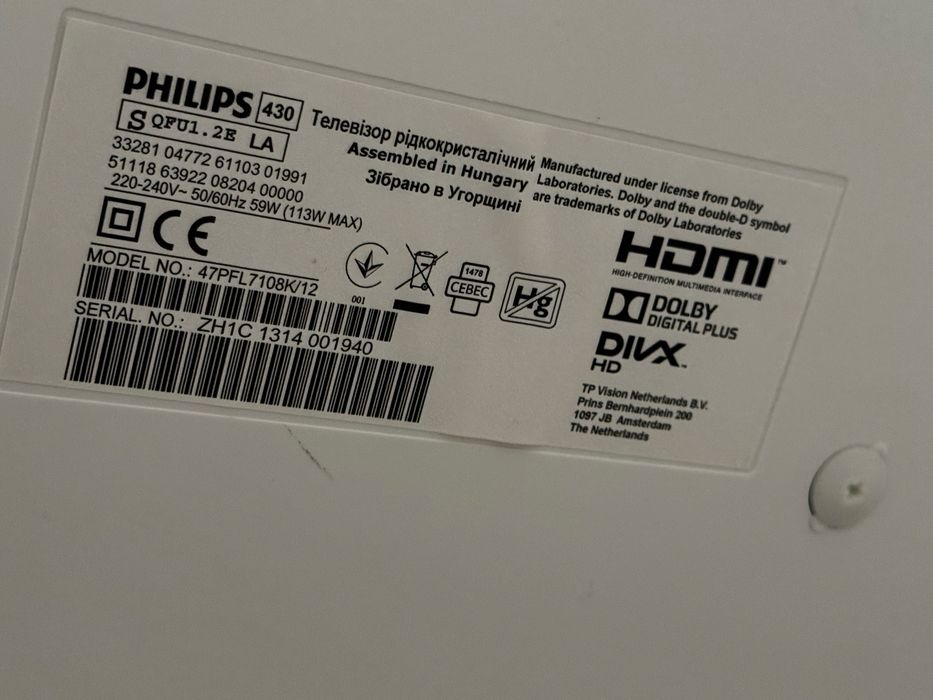 PHILIPS 430
S QFU1.2E LA
33281 04772 61103 01991
51118 63922 08204 00000
220-240V~ 50/60Hz 59W (113W MAX)
CE
MODEL NO.: 47PFL7108K/12
SERIAL. NO.: ZH1C 1314 001940
Телевізор рідкокристалічний
Assembled in Hungary
Зібрано в Угорщині
001
1478
CEBEC
Hg
Manufactured under license from Dolby
Laboratories. Dolby and the double-D symbol
are trademarks of Dolby Laboratories
HDMI™
HIGH-DEFINITION MULTIMEDIA INTERFACE
DOLBY
DIGITAL PLUS
DIVX™
HD
TP Vision Netherlands B.V.
Prins Bernhardplein 200
1097 JB Amsterdam
The Netherlands